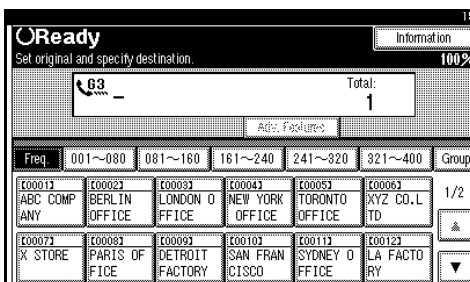 Ready
Information
Set original and specify destination.
100%
63 _
Total:
1
Adv. Features
Freq.
001~080
081~160
161~240
241~320
321~400
Group
[0001]
ABC COMP
ANY
[0002]
BERLIN
OFFICE
[0003]
LONDON O
FFICE
[0004]
NEW YORK
OFFICE
[0005]
TORONTO
OFFICE
[0006]
XYZ CO.L
TD
1/2
[0007]
X STORE
[0008]
PARIS OF
FICE
[0009]
DETROIT
FACTORY
[0010]
SAN FRAN
CISCO
[0011]
SYDNEY O
FFICE
[0012]
LA FACTO
RY